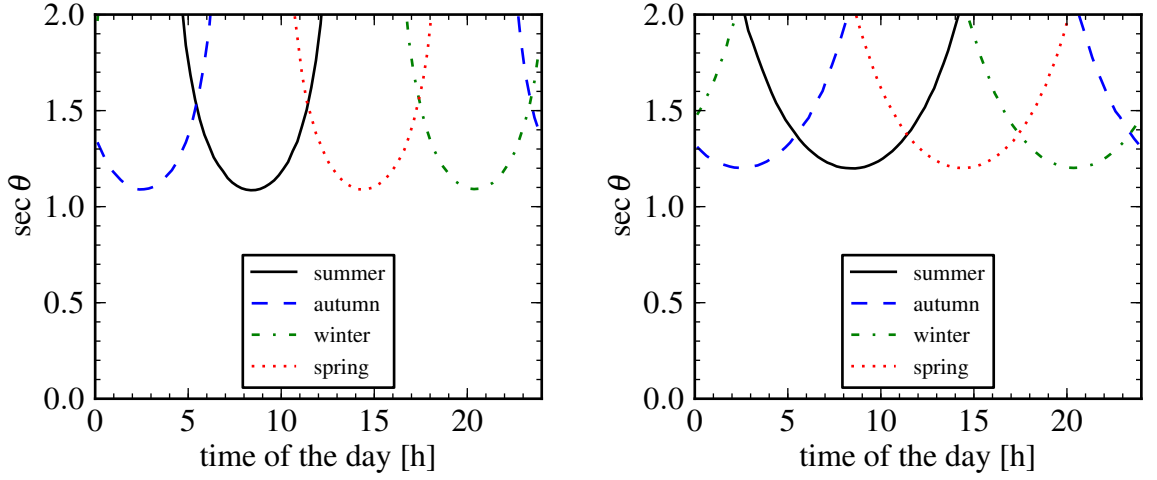 2.0
1.5
1.0
0.5
0.0
sec θ
0 5 10 15 20
time of the day [h]
summer
autumn
winter
spring
2.0
1.5
1.0
0.5
0.0
sec θ
0 5 10 15 20
time of the day [h]
summer
autumn
winter
spring